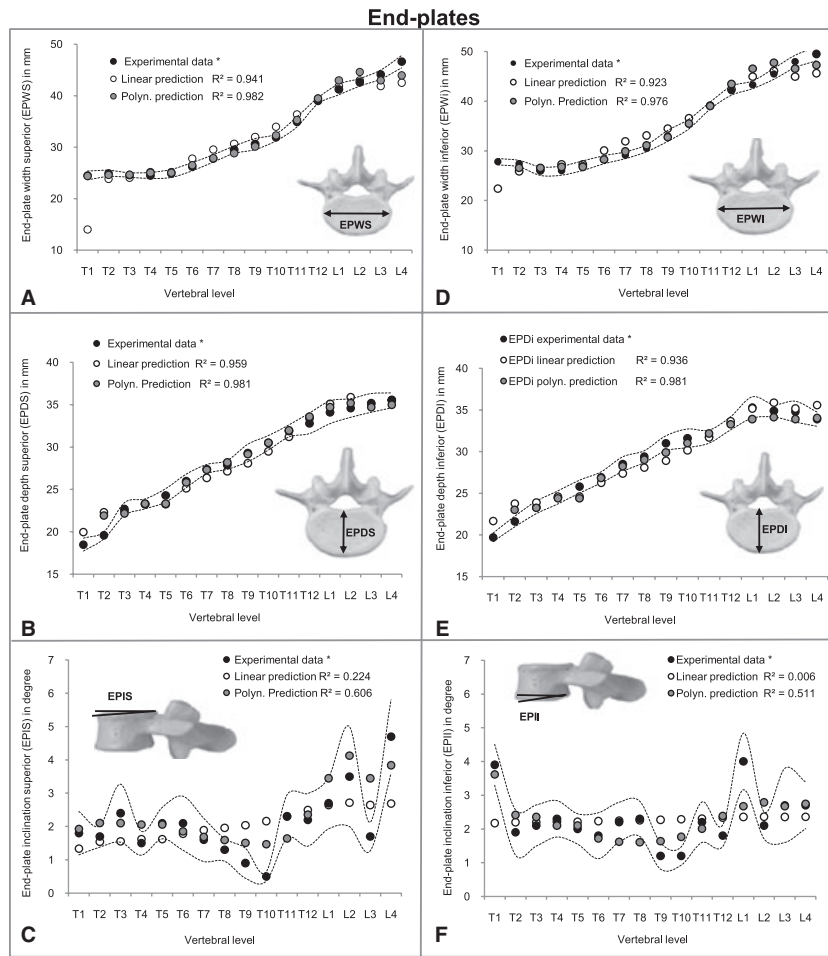 End-plates
A
End-plate width superior (EPWS) in mm
50
40
30
20
10
Experimental data *
Linear prediction R² = 0.941
Polyn. prediction R² = 0.982
EPWS
T1 T2 T3 T4 T5 T6 T7 T8 T9 T10 T11 T12 L1 L2 L3 L4
Vertebral level
D
End-plate width inferior (EPWi) in mm
50
40
30
20
10
Experimental data *
Linear prediction R² = 0.923
Polyn. Prediction R² = 0.976
EPWI
T1 T2 T3 T4 T5 T6 T7 T8 T9 T10 T11 T12 L1 L2 L3 L4
Vertebral level
B
End-plate depth superior (EPDS) in mm
40
35
30
25
20
15
Experimental data *
Linear prediction R² = 0.959
Polyn. Prediction R² = 0.981
EPDS
T1 T2 T3 T4 T5 T6 T7 T8 T9 T10 T11 T12 L1 L2 L3 L4
Vertebral level
E
End-plate depth inferior (EPDI) in mm
40
35
30
25
20
15
EPDi experimental data *
EPDi linear prediction R² = 0.936
EPDi polyn. prediction R² = 0.981
EPDI
T1 T2 T3 T4 T5 T6 T7 T8 T9 T10 T11 T12 L1 L2 L3 L4
Vertebral level
C
End-plate inclination superior (EPIS) in degree
7
6
5
4
3
2
1
0
Experimental data *
Linear prediction R² = 0.224
Polyn. Prediction R² = 0.606
EPIS
T1 T2 T3 T4 T5 T6 T7 T8 T9 T10 T11 T12 L1 L2 L3 L4
Vertebral level
F
End-plate inclination inferior (EPII) in degree
7
6
5
4
3
2
1
0
Experimental data *
Linear prediction R² = 0.006
Polyn. prediction R² = 0.511
EPII
T1 T2 T3 T4 T5 T6 T7 T8 T9 T10 T11 T12 L1 L2 L3 L4
Vertebral level